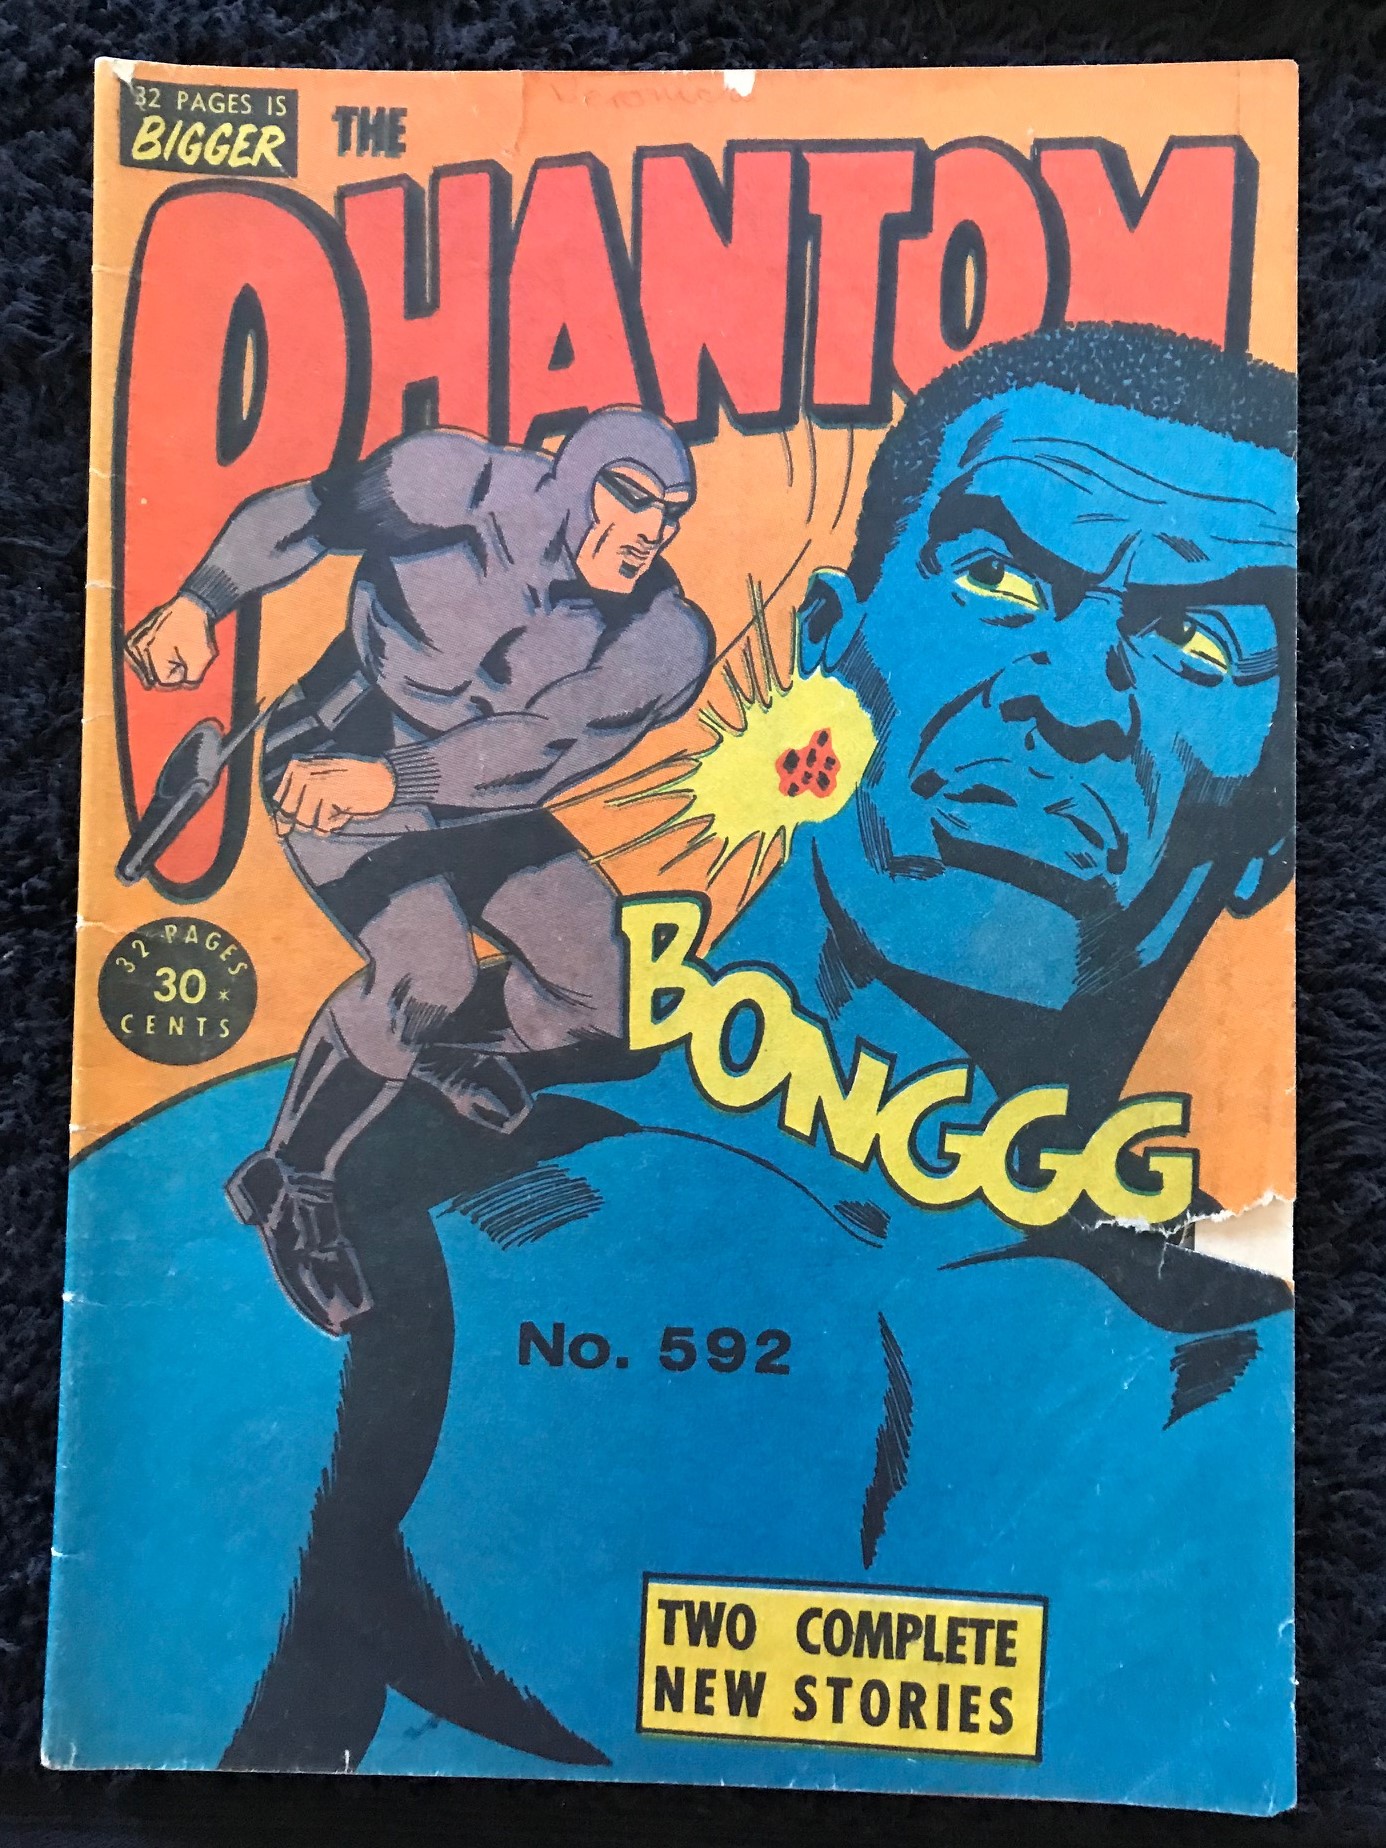 32 PAGES IS
BIGGER
THE
PHANTOM
32 PAGES
30
CENTS
BONGGG
No. 592
TWO COMPLETE
NEW STORIES